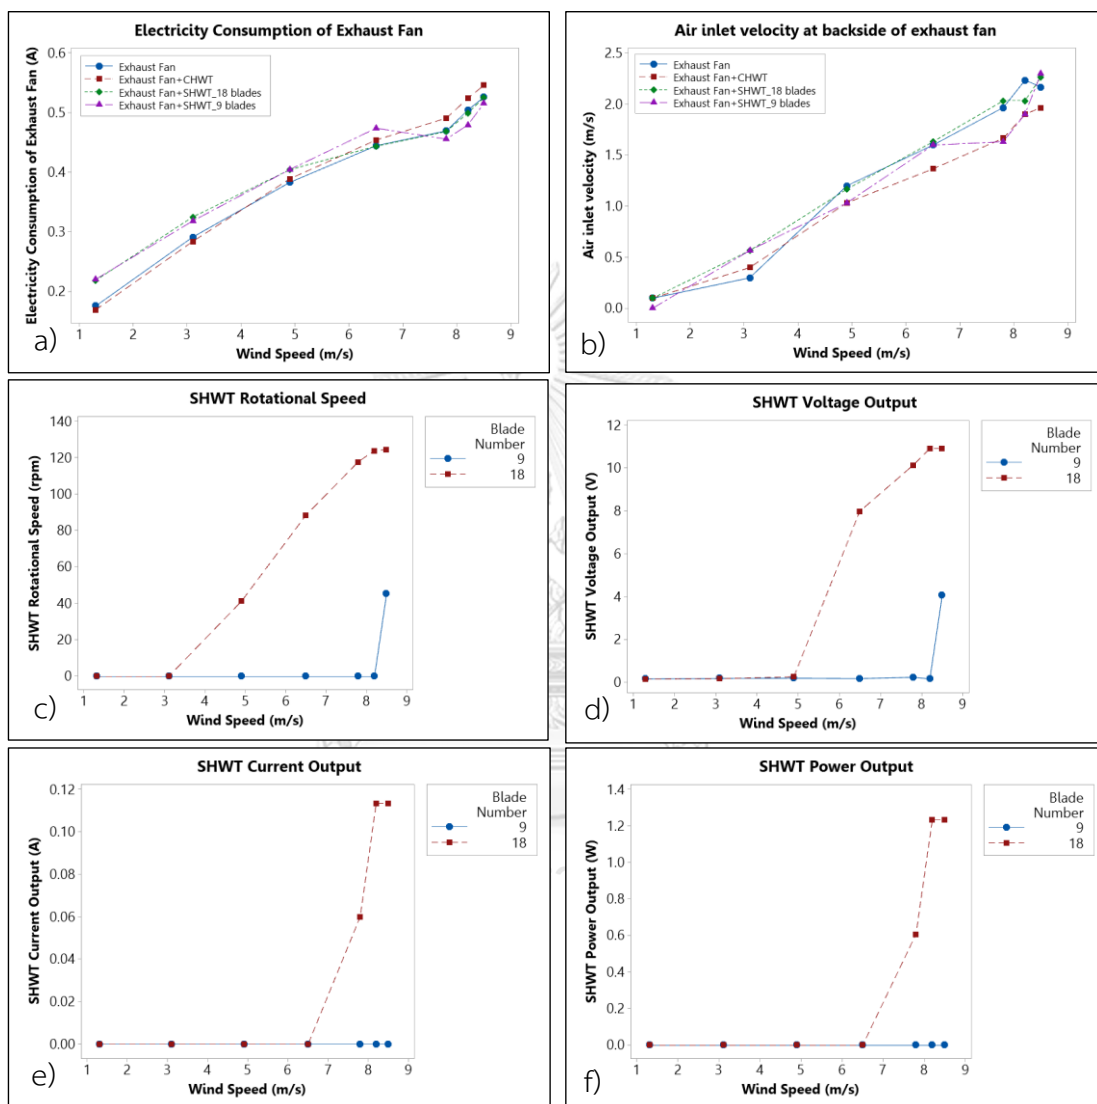 Electricity Consumption of Exhaust Fan
Electricity Consumption of Exhaust Fan (A)
0.6
0.5
0.4
0.3
0.2
Exhaust Fan
Exhaust Fan+CHWT
Exhaust Fan+SHWT_18 blades
Exhaust Fan+SHWT_9 blades
1 2 3 4 5 6 7 8 9
Wind Speed (m/s)
a)
Air inlet velocity at backside of exhaust fan
Air inlet velocity (m/s)
2.5
2.0
1.5
1.0
0.5
0.0
Exhaust Fan
Exhaust Fan+CHWT
Exhaust Fan+SHWT_18 blades
Exhaust Fan+SHWT_9 blades
1 2 3 4 5 6 7 8 9
Wind Speed (m/s)
b)
SHWT Rotational Speed
SHWT Rotational Speed (rpm)
140
120
100
80
60
40
20
0
Blade
Number
9
18
1 2 3 4 5 6 7 8 9
Wind Speed (m/s)
c)
SHWT Voltage Output
SHWT Voltage Output (V)
12
10
8
6
4
2
0
Blade
Number
9
18
1 2 3 4 5 6 7 8 9
Wind Speed (m/s)
d)
SHWT Current Output
SHWT Current Output (A)
0.12
0.10
0.08
0.06
0.04
0.02
0.00
Blade
Number
9
18
1 2 3 4 5 6 7 8 9
Wind Speed (m/s)
e)
SHWT Power Output
SHWT Power Output (W)
1.4
1.2
1.0
0.8
0.6
0.4
0.2
0.0
Blade
Number
9
18
1 2 3 4 5 6 7 8 9
Wind Speed (m/s)
f)